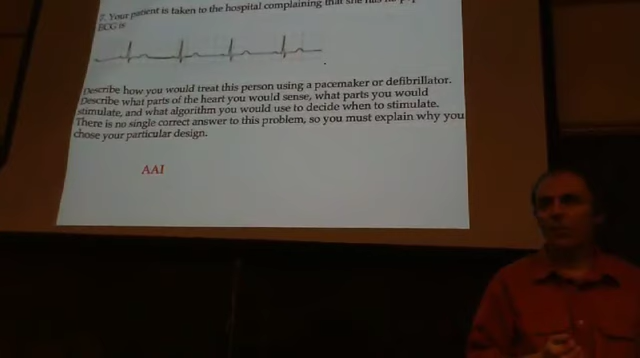 7. Your patient is taken to the hospital complaining that she has no
ECG is
Describe how you would treat this person using a pacemaker or defibrillator.
Describe what parts of the heart you would sense, what parts you would
stimulate, and what algorithm you would use to decide when to stimulate.
There is no single correct answer to this problem, so you must explain why you
chose your particular design.
AAI